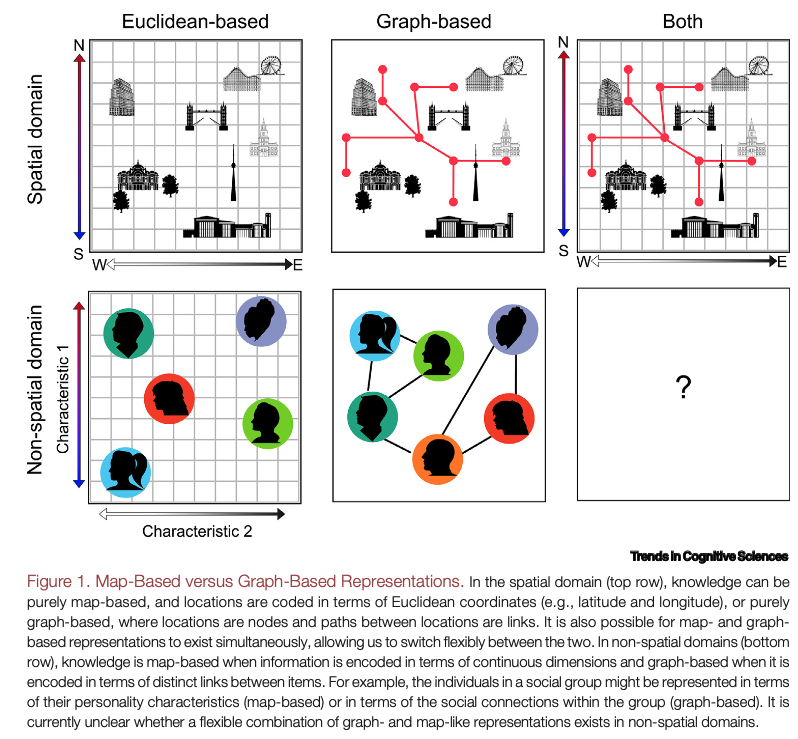 Euclidean-based
Graph-based
Both
Spatial domain
N
S
W
E
N
S
W
E
Non-spatial domain
Characteristic 1
Characteristic 2
?
Trends in Cognitive Sciences
Figure 1. Map-Based versus Graph-Based Representations. In the spatial domain (top row), knowledge can be
purely map-based, and locations are coded in terms of Euclidean coordinates (e.g., latitude and longitude), or purely
graph-based, where locations are nodes and paths between locations are links. It is also possible for map- and graph-
based representations to exist simultaneously, allowing us to switch flexibly between the two. In non-spatial domains (bottom
row), knowledge is map-based when information is encoded in terms of continuous dimensions and graph-based when it is
encoded in terms of distinct links between items. For example, the individuals in a social group might be represented in terms
of their personality characteristics (map-based) or in terms of the social connections within the group (graph-based). It is
currently unclear whether a flexible combination of graph- and map-like representations exists in non-spatial domains.